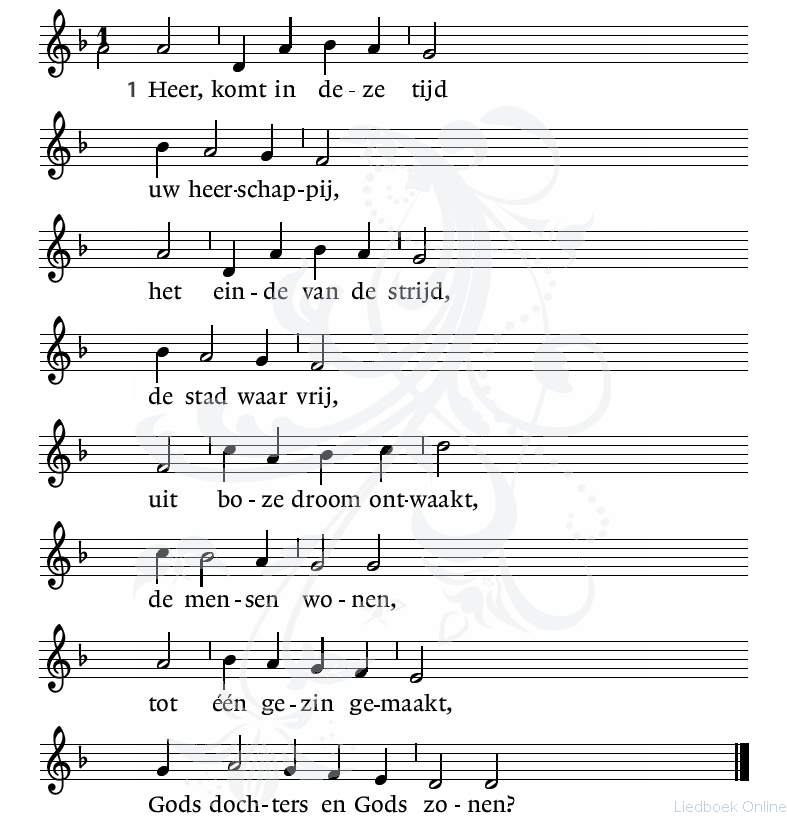 1 Heer, komt in de - ze tijd
uw heer-schap-pij,
het ein - de van de strijd,
de stad waar vrij,
uit bo - ze droom ont-waakt,
de men - sen wo - nen,
tot één ge - zin ge-maakt,
Gods doch-ters en Gods zo - nen?
Liedboek Online